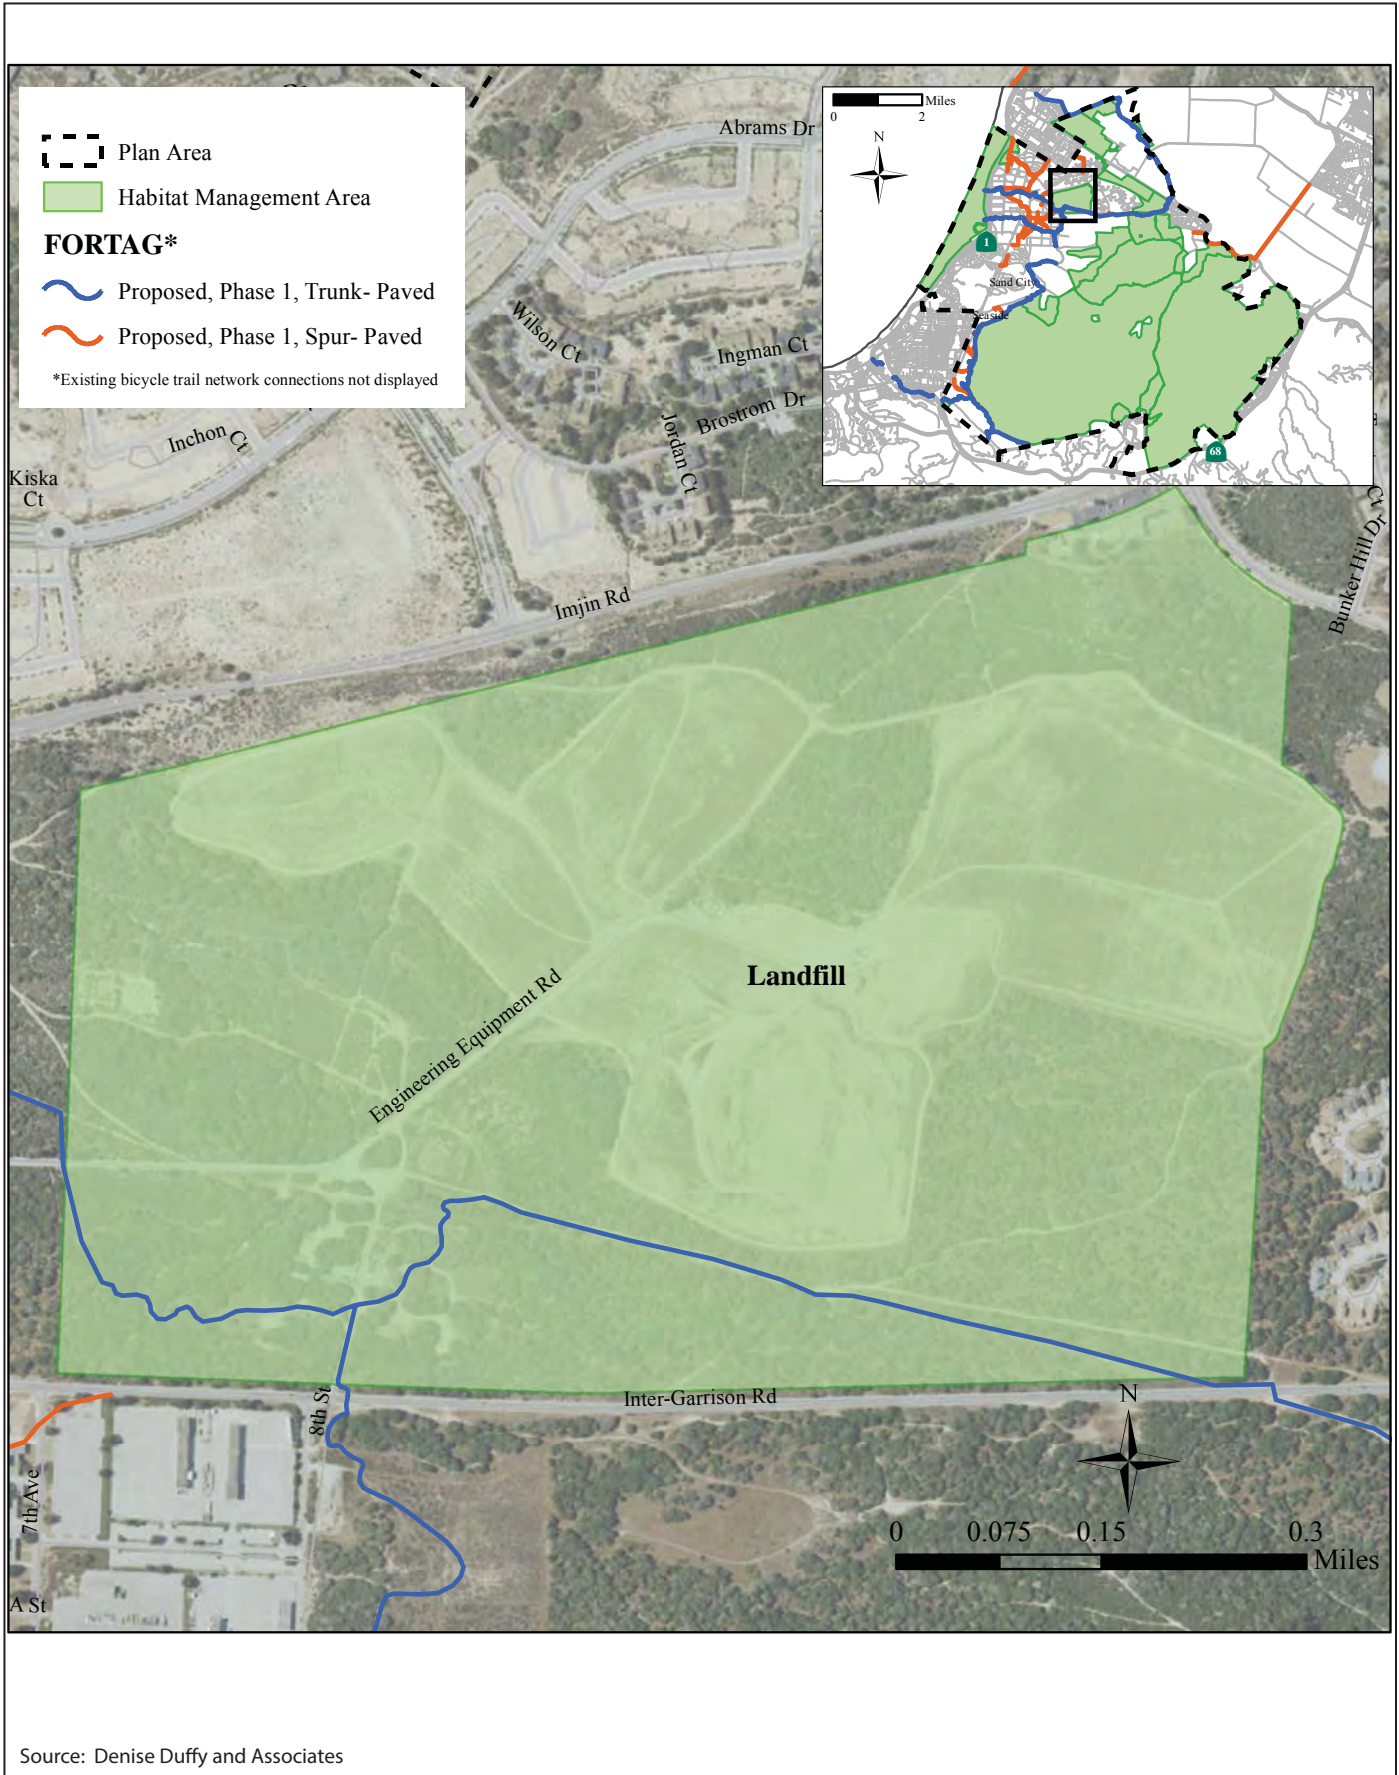 Plan Area
Habitat Management Area
FORTAG*
Proposed, Phase 1, Trunk- Paved
Proposed, Phase 1, Spur- Paved
*Existing bicycle trail network connections not displayed
Miles
0 2
N
1
Sand City
Seaside
68
Abrams Dr
Wilson Ct
Ingman Ct
Brostrom Dr
Jordan Ct
Inchon Ct
Kiska
Ct
Ct
Bunker Hill Dr
Imjin Rd
Landfill
Engineering Equipment Rd
Inter-Garrison Rd
8th St
7th Ave
A St
N
0 0.075 0.15 0.3
Miles
Source: Denise Duffy and Associates